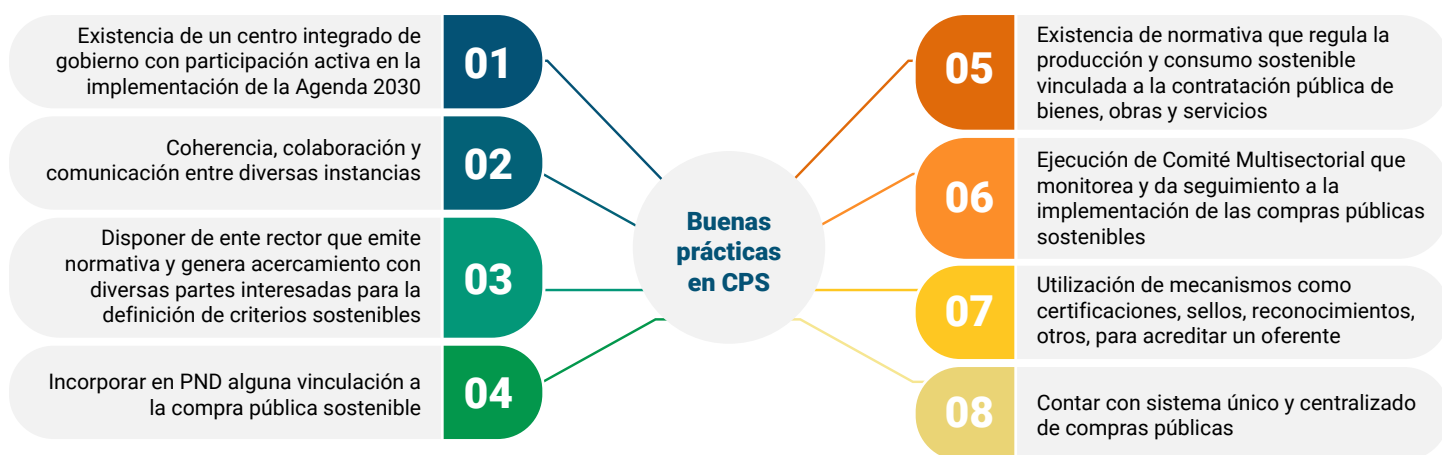 Existencia de un centro integrado de
gobierno con participación activa en la
implementación de la Agenda 2030
01
Coherencia, colaboración y
comunicación entre diversas instancias
02
Disponer de ente rector que emite
normativa y genera acercamiento con
diversas partes interesadas para la
definición de criterios sostenibles
03
Incorporar en PND alguna vinculación a
la compra pública sostenible
04
Buenas
prácticas
en CPS
05
Existencia de normativa que regula la
producción y consumo sostenible
vinculada a la contratación pública de
bienes, obras y servicios
06
Ejecución de Comité Multisectorial que
monitorea y da seguimiento a la
implementación de las compras públicas
sostenibles
07
Utilización de mecanismos como
certificaciones, sellos, reconocimientos,
otros, para acreditar un oferente
08
Contar con sistema único y centralizado
de compras públicas